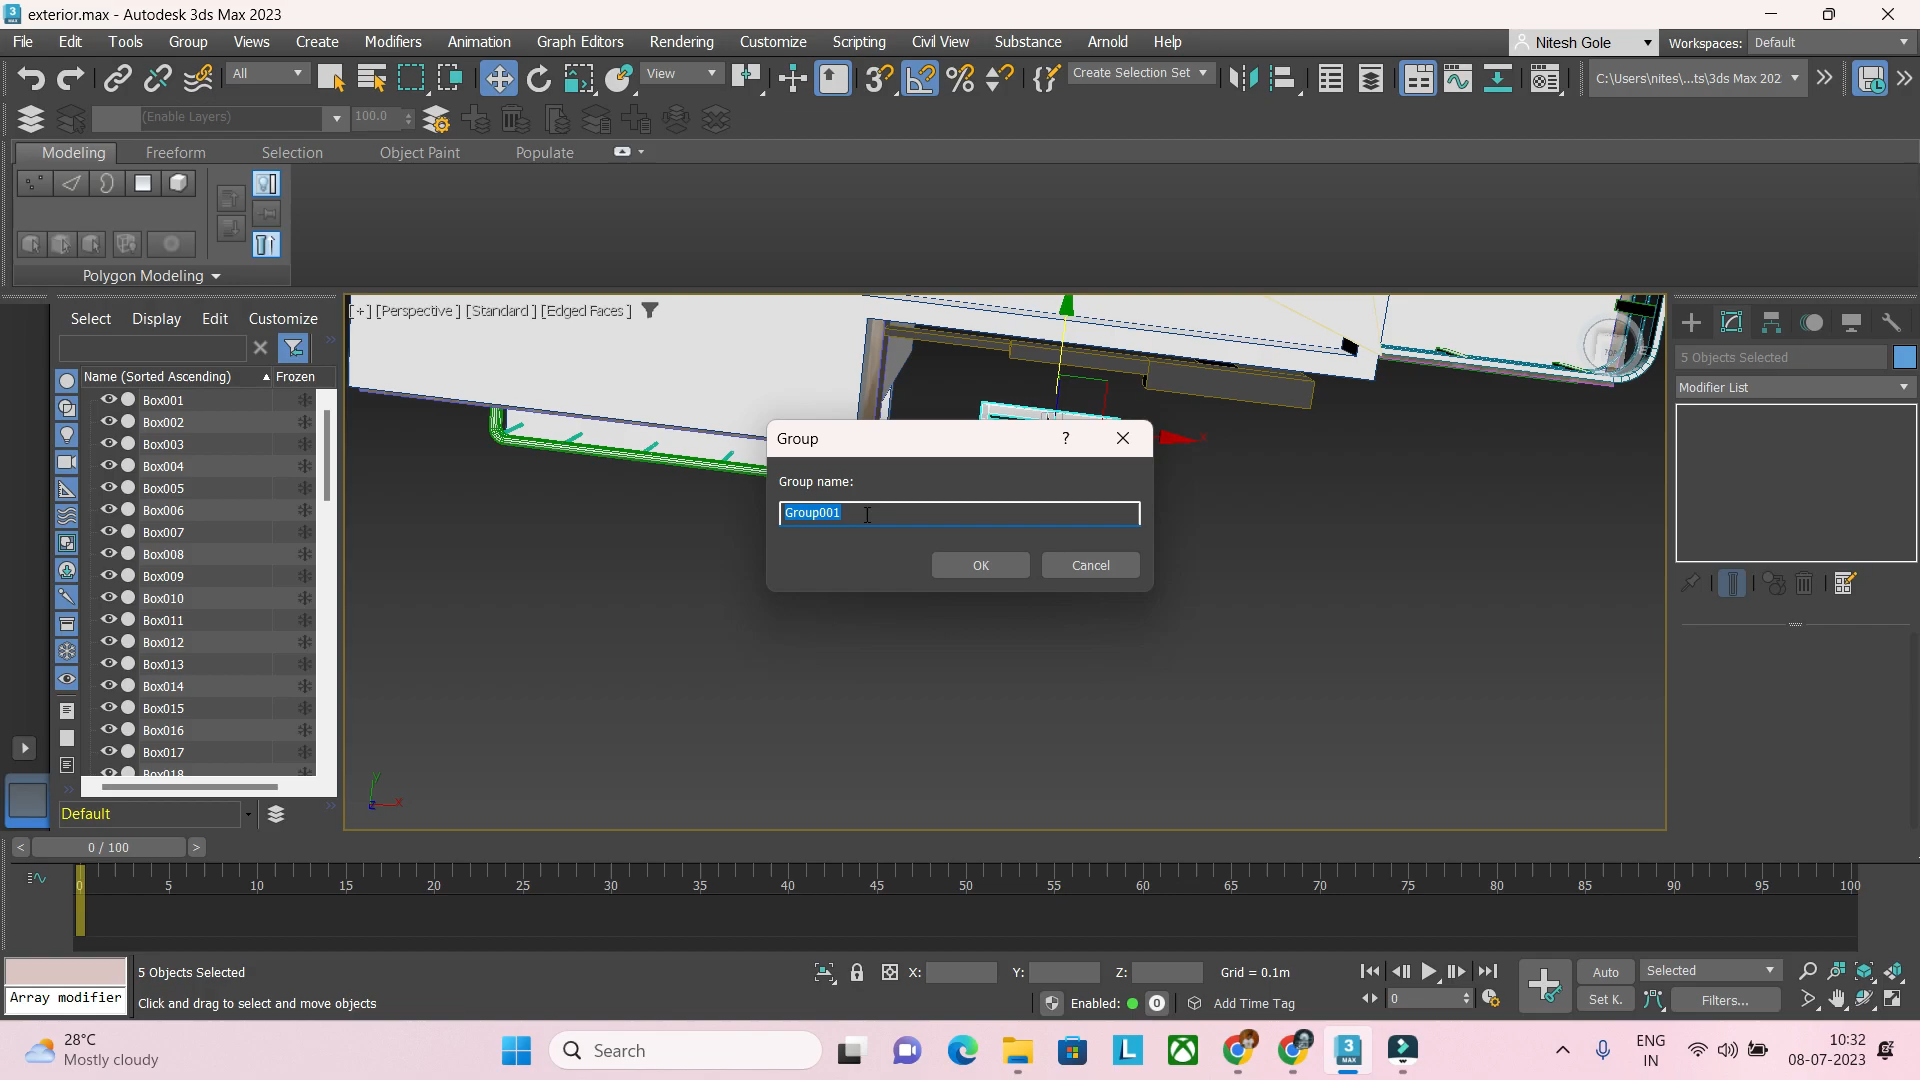 exterior.max - Autodesk 3ds Max 2023
File Edit Tools Group Views Create Modifiers Animation Graph Editors Rendering Customize Scripting Civil View Substance Arnold Help
Nitesh Gole
Workspaces: Default
All
View
Create Selection Set
C:\Users\nites\...ts\3ds Max 202
(Enable Layers)
100.0
Modeling Freeform Selection Object Paint Populate
Polygon Modeling
Select Display Edit Customize
[+] [Perspective ] [Standard ] [Edged Faces ]
Name (Sorted Ascending) Frozen
Box001
Box002
Box003
Box004
Box005
Box006
Box007
Box008
Box009
Box010
Box011
Box012
Box013
Box014
Box015
Box016
Box017
Box018
Default
Group
?
Group name:
Group001
OK Cancel
5 Objects Selected
Modifier List
0 / 100
0 5 10 15 20 25 30 35 40 45 50 55 60 65 70 75 80 85 90 95 100
Array modifier
5 Objects Selected
Click and drag to select and move objects
X: Y: Z: Grid = 0.1m
Enabled: 0 Add Time Tag
0
Auto
Selected
Set K.
Filters...
28°C
Mostly cloudy
Search
ENG
IN
10:32
08-07-2023